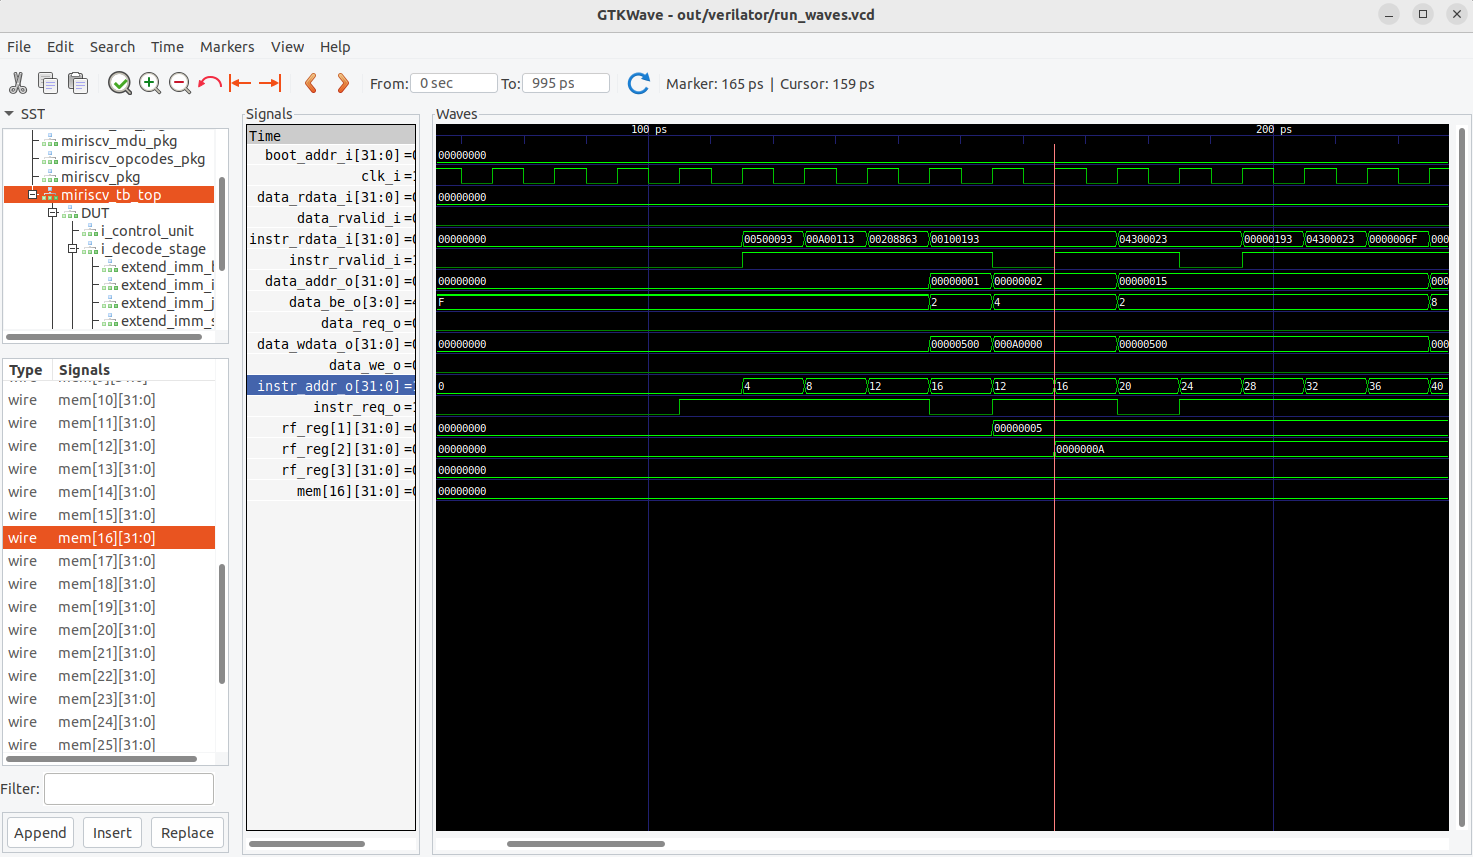 GTKWave - out/verilator/run_waves.vcd
File Edit Search Time Markers View Help
From: 0 sec To: 995 ps Marker: 165 ps | Cursor: 159 ps
SST
miriscv_mdu_pkg
miriscv_opcodes_pkg
miriscv_pkg
miriscv_tb_top
DUT
i_control_unit
i_decode_stage
extend_imm_
extend_imm_i
extend_imm_j
extend_imm_s
Type Signals
wire mem[10][31:0]
wire mem[11][31:0]
wire mem[12][31:0]
wire mem[13][31:0]
wire mem[14][31:0]
wire mem[15][31:0]
wire mem[16][31:0]
wire mem[17][31:0]
wire mem[18][31:0]
wire mem[19][31:0]
wire mem[20][31:0]
wire mem[21][31:0]
wire mem[22][31:0]
wire mem[23][31:0]
wire mem[24][31:0]
wire mem[25][31:0]
Filter:
Append Insert Replace
Signals
Time
boot_addr_i[31:0] =
clk_i =
data_rdata_i[31:0] =
data_rvalid_i =
instr_rdata_i[31:0] =
instr_rvalid_i =
data_addr_o[31:0] =
data_be_o[3:0] =
data_req_o =
data_wdata_o[31:0] =
data_we_o =
instr_addr_o[31:0] =
instr_req_o =
rf_reg[1][31:0] =
rf_reg[2][31:0] =
rf_reg[3][31:0] =
mem[16][31:0] =
Waves
100 ps 200 ps
00000000
00000000
00000000 00500093 00A00113 00208863 00100193 04300023 00000193 04300023 0000006F 000
00000000 00000001 00000002 00000015 000
F 2 4 2 8
00000000 00000500 000A0000 00000500 000
0 4 8 12 16 12 16 20 24 28 32 36 40
00000000 00000005
00000000 0000000A
00000000
00000000